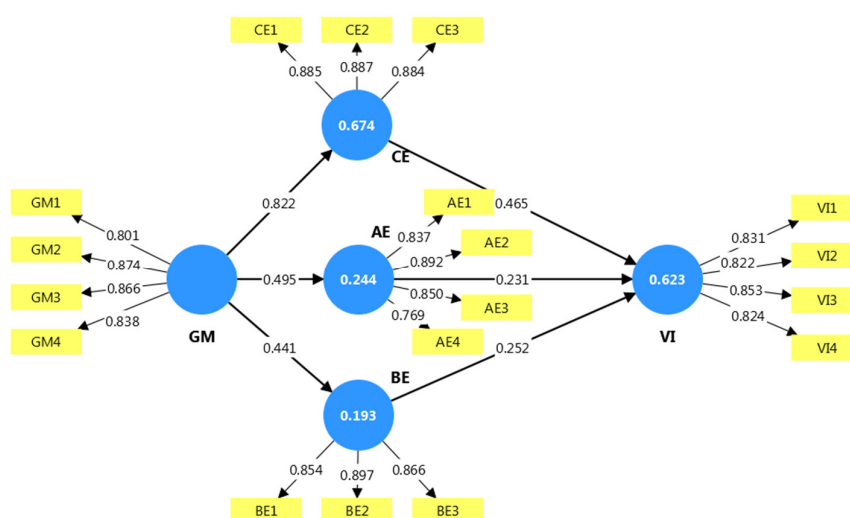 CE1 CE2 CE3
0.885 0.887 0.884
0.674
CE
0.822 0.465
GM1 AE1 VI1
0.801 AE 0.837 0.831
GM2 AE2 VI2
0.874 0.892 0.822
0.495 0.244 0.231 0.623
GM3 0.866 0.850 AE3 0.853 VI3
0.838 0.769 0.824
GM4 GM AE4 VI VI4
0.441 0.252
BE
0.193
0.854 0.897 0.866
BE1 BE2 BE3